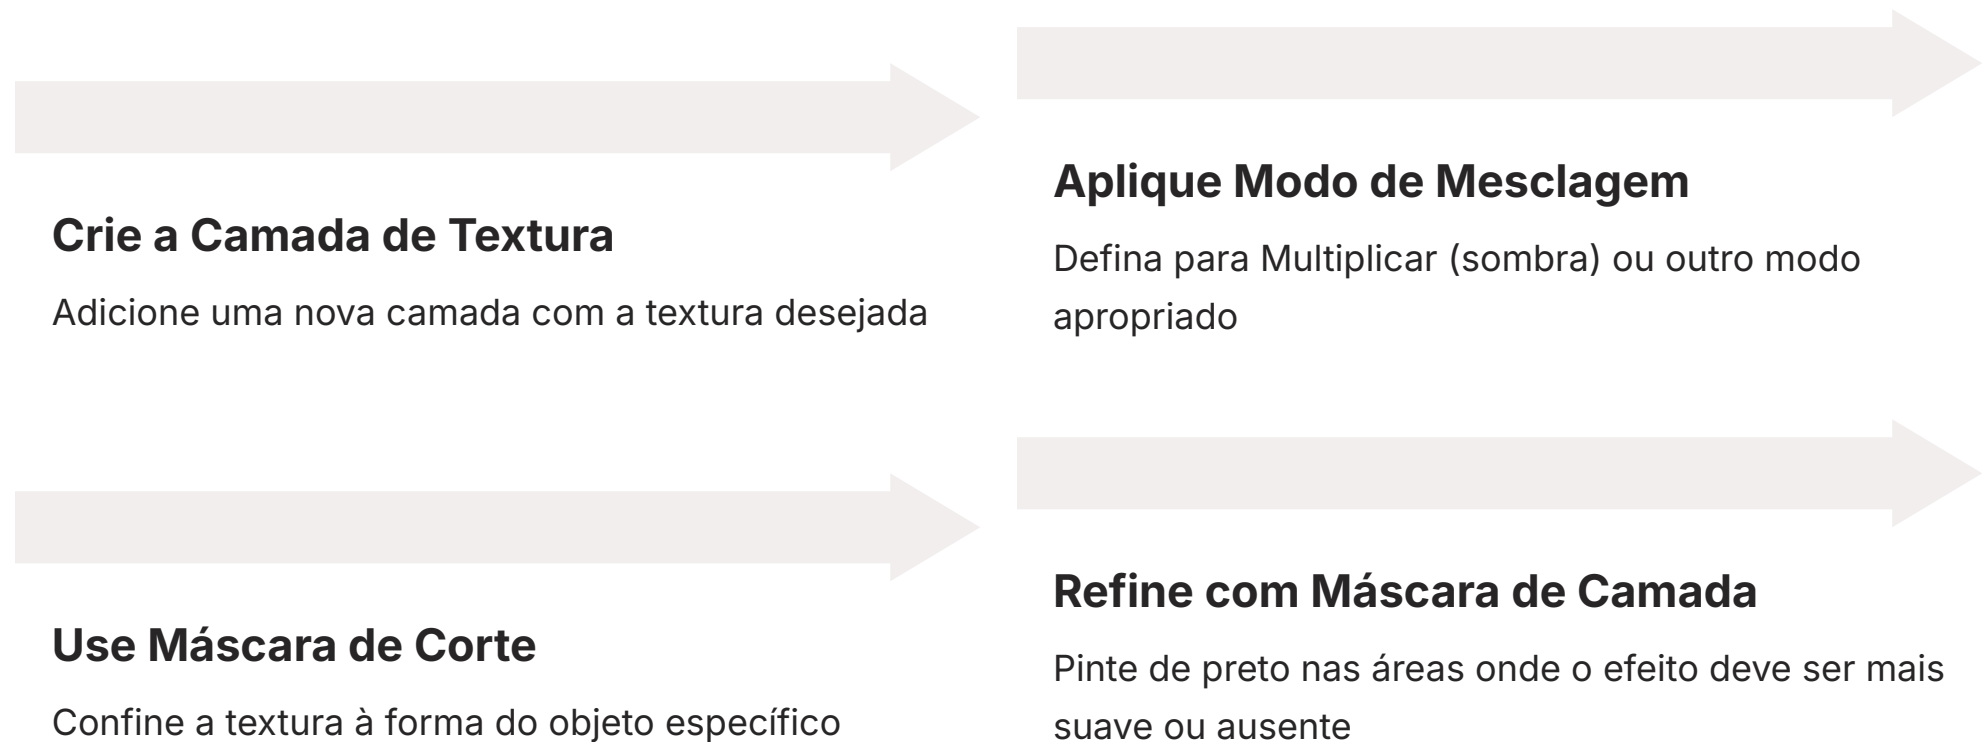 Crie a Camada de Textura
Adicione uma nova camada com a textura desejada
Aplique Modo de Mesclagem
Defina para Multiplicar (sombra) ou outro modo
apropriado
Use Máscara de Corte
Confine a textura à forma do objeto específico
Refine com Máscara de Camada
Pinte de preto nas áreas onde o efeito deve ser mais
suave ou ausente